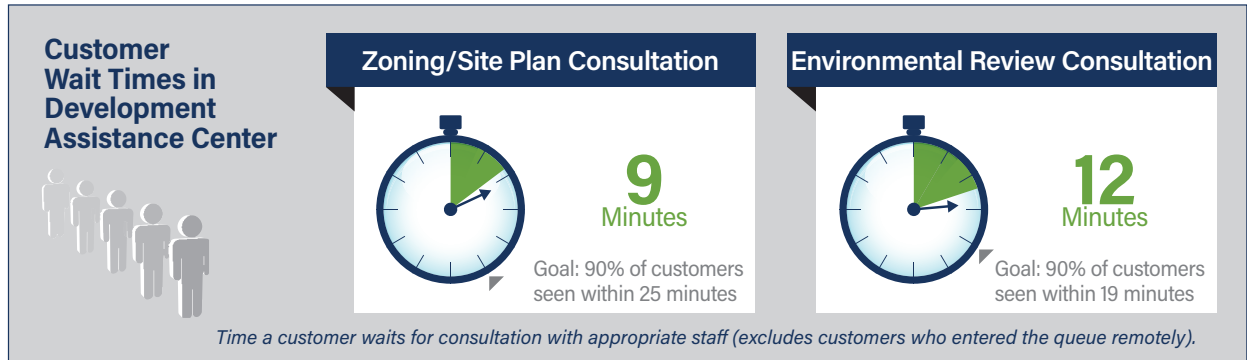 Customer
Wait Times in
Development
Assistance Center
Zoning/Site Plan Consultation
9
Minutes
Goal: 90% of customers
seen within 25 minutes
Environmental Review Consultation
12
Minutes
Goal: 90% of customers
seen within 19 minutes
Time a customer waits for consultation with appropriate staff (excludes customers who entered the queue remotely).